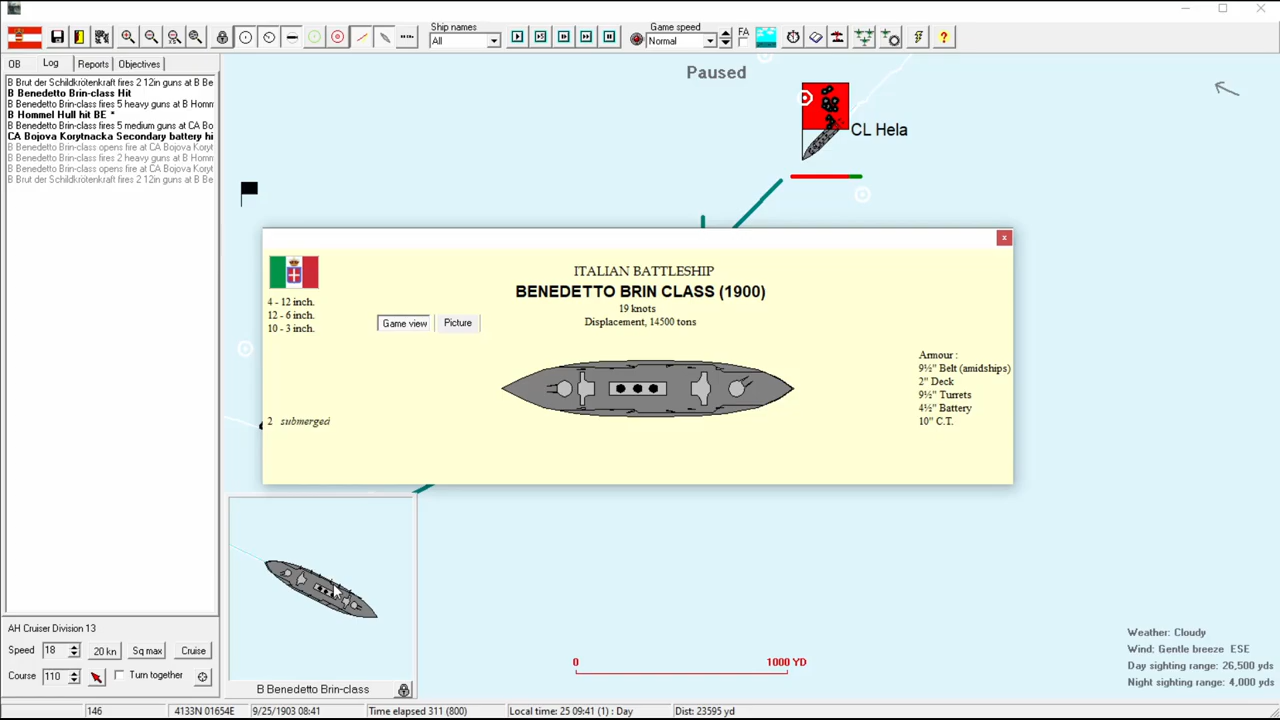 Ship names
All
Game speed
Normal
FA
OB
Log
Reports
Objectives
B Brut der Schildkrötenkraft fires 2 12in guns at B Be
B Benedetto Brin-class Hit
B Benedetto Brin-class fires 5 heavy guns at B Homm
B Hommel Hull hit BE *
B Benedetto Brin-class fires 5 medium guns at CA Bo
CA Bojova Korytnacka Secondary battery hi
B Benedetto Brin-class opens fire at CA Bojova Koryt
B Benedetto Brin-class fires 2 heavy guns at B Homm
B Benedetto Brin-class opens fire at CA Bojova Koryt
B Brut der Schildkrötenkraft fires 2 12in guns at B Be
Paused
CL Hela
ITALIAN BATTLESHIP
BENEDETTO BRIN CLASS (1900)
19 knots
Displacement, 14500 tons
4 - 12 inch.
12 - 6 inch.
10 - 3 inch.
Game view
Picture
Armour :
9½" Belt (amidships)
2" Deck
9½" Turrets
4½" Battery
10" C.T.
2 submerged
AH Cruiser Division 13
Speed 18 20 kn Sq max Cruise
Course 110 Turn together
B Benedetto Brin-class
0 1000 YD
Weather: Cloudy
Wind: Gentle breeze ESE
Day sighting range: 26,500 yds
Night sighting range: 4,000 yds
146 4133N 01654E 9/25/1903 08:41 Time elapsed 311 (800) Local time: 25 09:41 (1) : Day Dist: 23595 yd